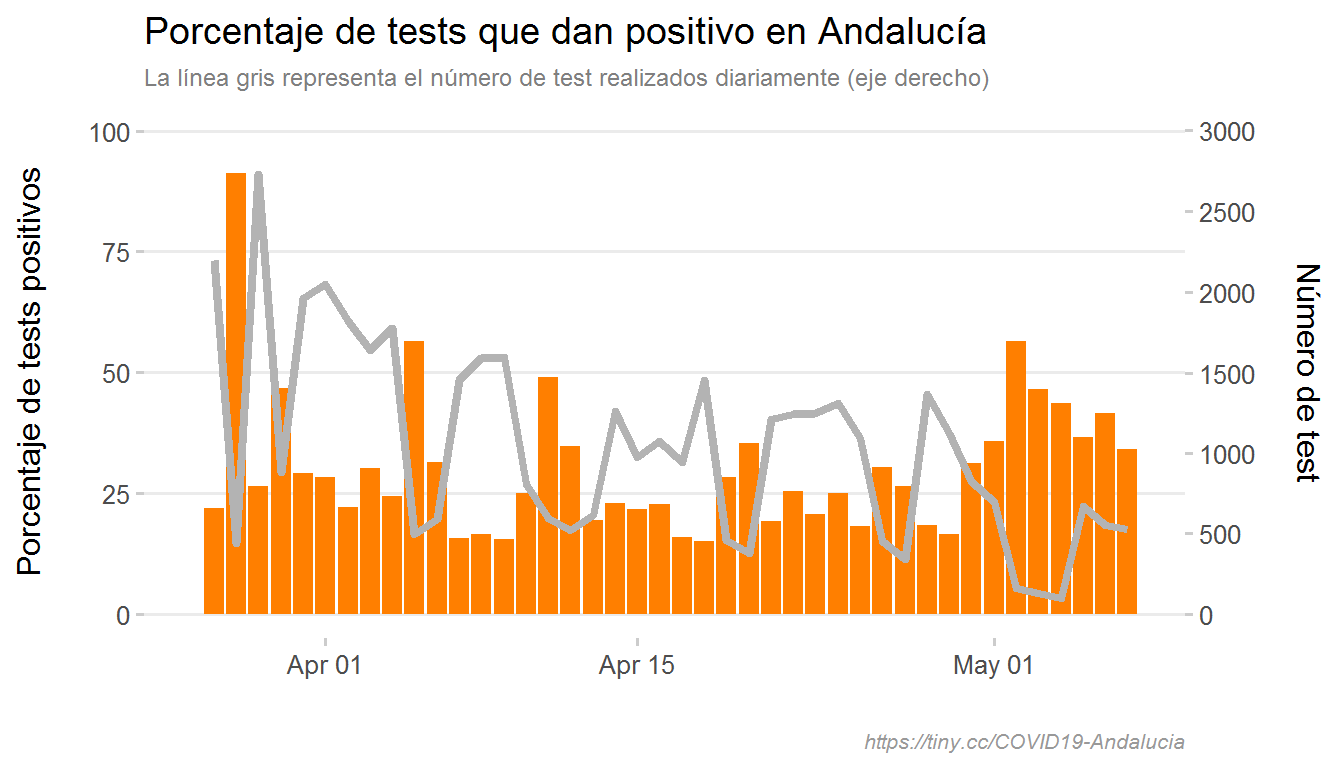 Porcentaje de tests que dan positivo en Andalucía
La línea gris representa el número de test realizados diariamente (eje derecho)
Porcentaje de tests positivos
100
75
50
25
0
3000
2500
2000
1500
1000
500
0
Número de test
Apr 01
Apr 15
May 01
https://tiny.cc/COVID19-Andalucia